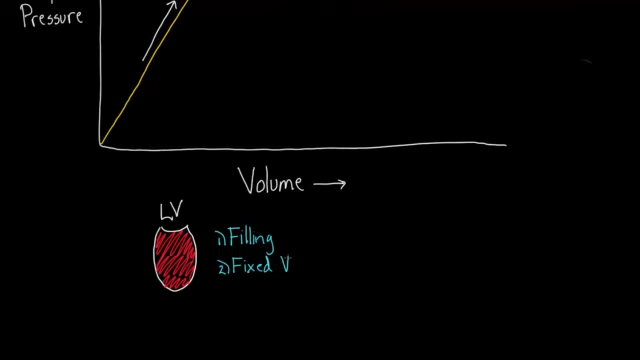 Pressure
Volume
LV
1) Filling
2) Fixed V